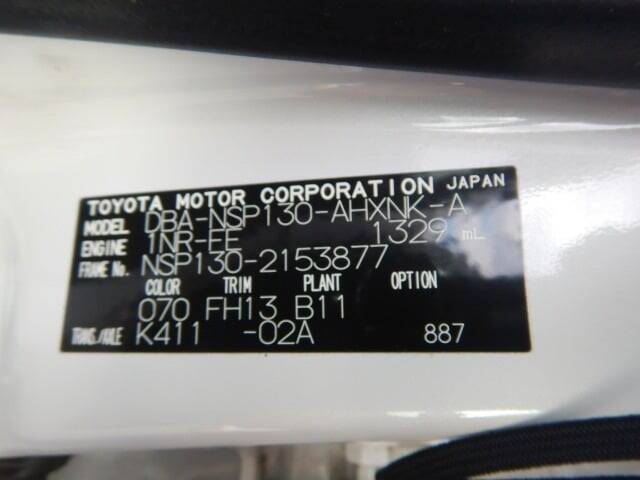 TOYOTA MOTOR CORPORATION JAPAN
MODEL DBA-NSP130-AHXNK-A
ENGINE 1NR-FE 1329 mL
FRAME No. NSP130-2153877
COLOR TRIM PLANT OPTION
070 FH13 B11
TRANS./AXLE K411 -02A 887